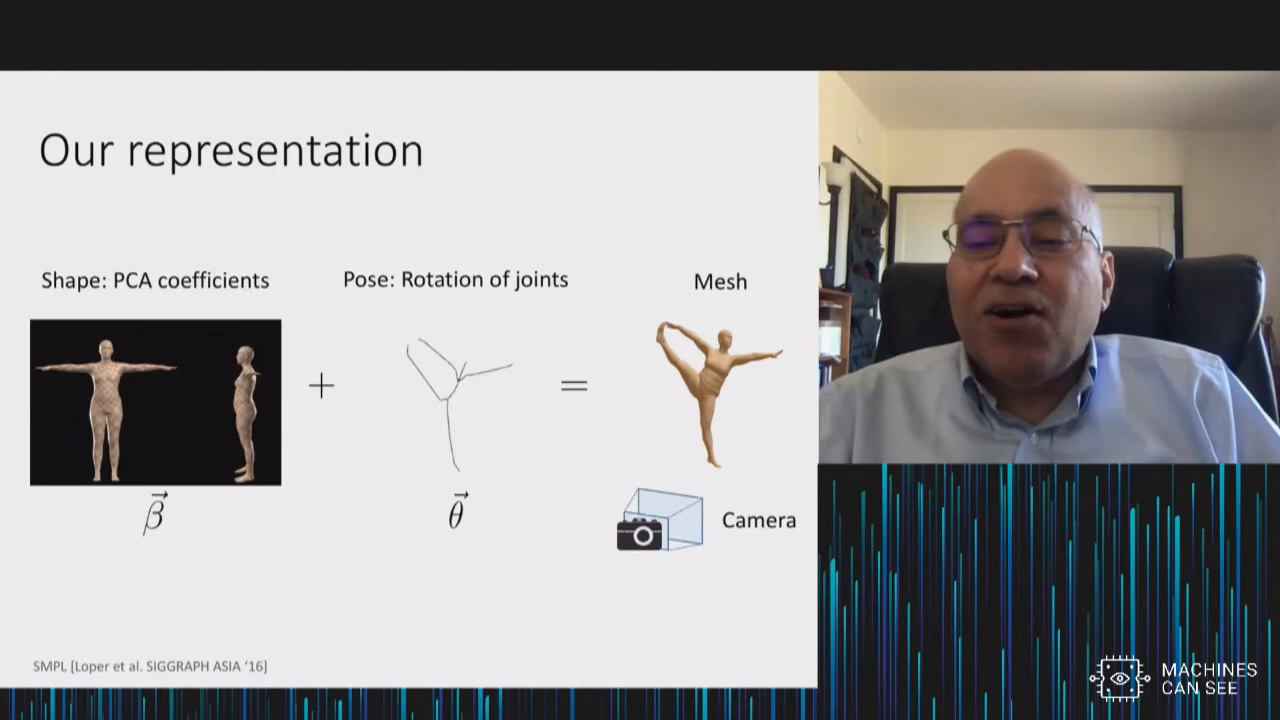 Our representation
Shape: PCA coefficients
Pose: Rotation of joints
Mesh
+
=
β⃗
θ⃗
Camera
SMPL [Loper et al. SIGGRAPH ASIA ‘16]
MACHINES
CAN SEE